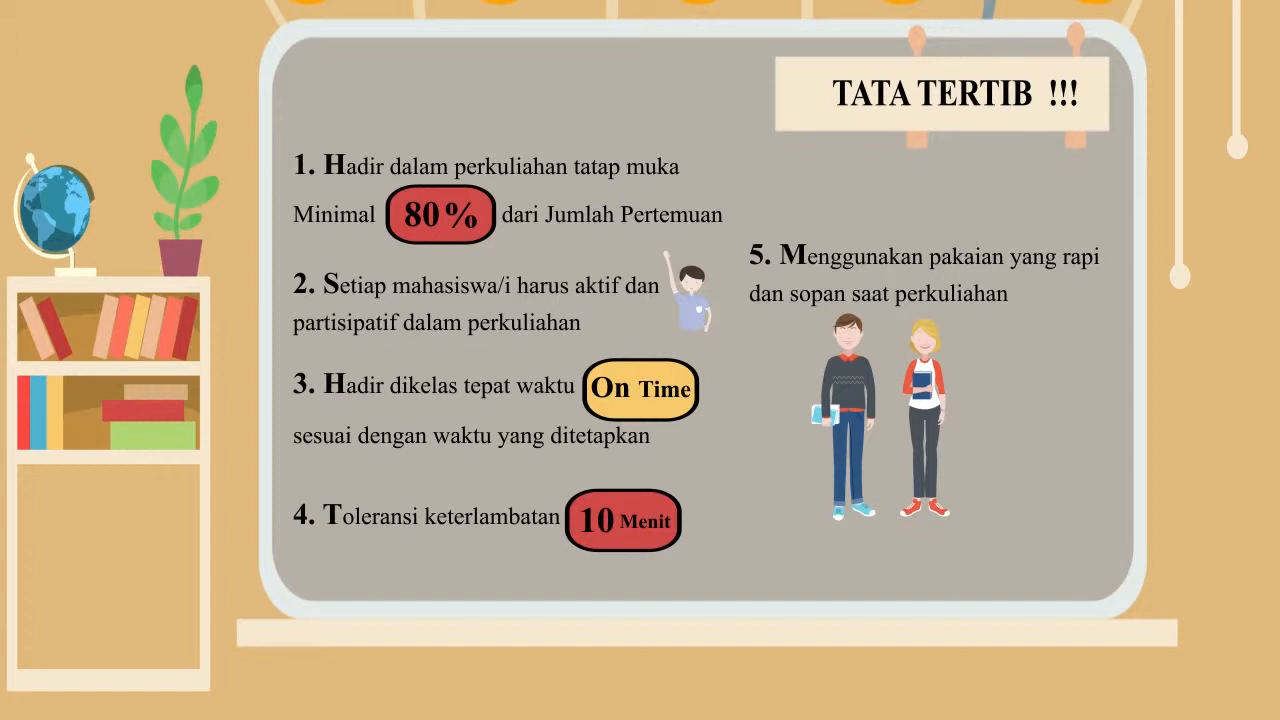 TATA TERTIB !!!
1. Hadir dalam perkuliahan tatap muka
Minimal 80% dari Jumlah Pertemuan
2. Setiap mahasiswa/i harus aktif dan
partisipatif dalam perkuliahan
3. Hadir dikelas tepat waktu On Time
sesuai dengan waktu yang ditetapkan
4. Toleransi keterlambatan 10 Menit
5. Menggunakan pakaian yang rapi
dan sopan saat perkuliahan